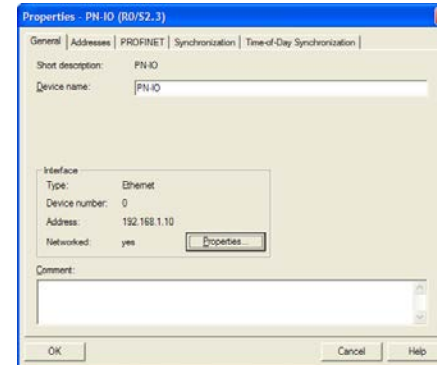 Properties - PN-IO (R0/S2.3)
General Addresses PROFINET Synchronization Time-of-Day Synchronization
Short description: PN-IO
Device name: PN-IO
Interface
Type: Ethernet
Device number: 0
Address: 192.168.1.10
Networked: yes Properties...
Comment:
OK Cancel Help